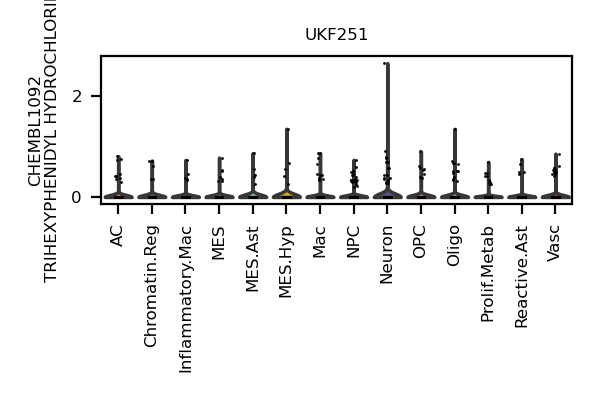 UKF251
CHEMBL1092
TRIHEXYPHENIDYL HYDROCHLORI
2
0
AC
Chromatin.Reg
Inflammatory.Mac
MES
MES.Ast
MES.Hyp
Mac
NPC
Neuron
OPC
Oligo
Prolif.Metab
Reactive.Ast
Vasc